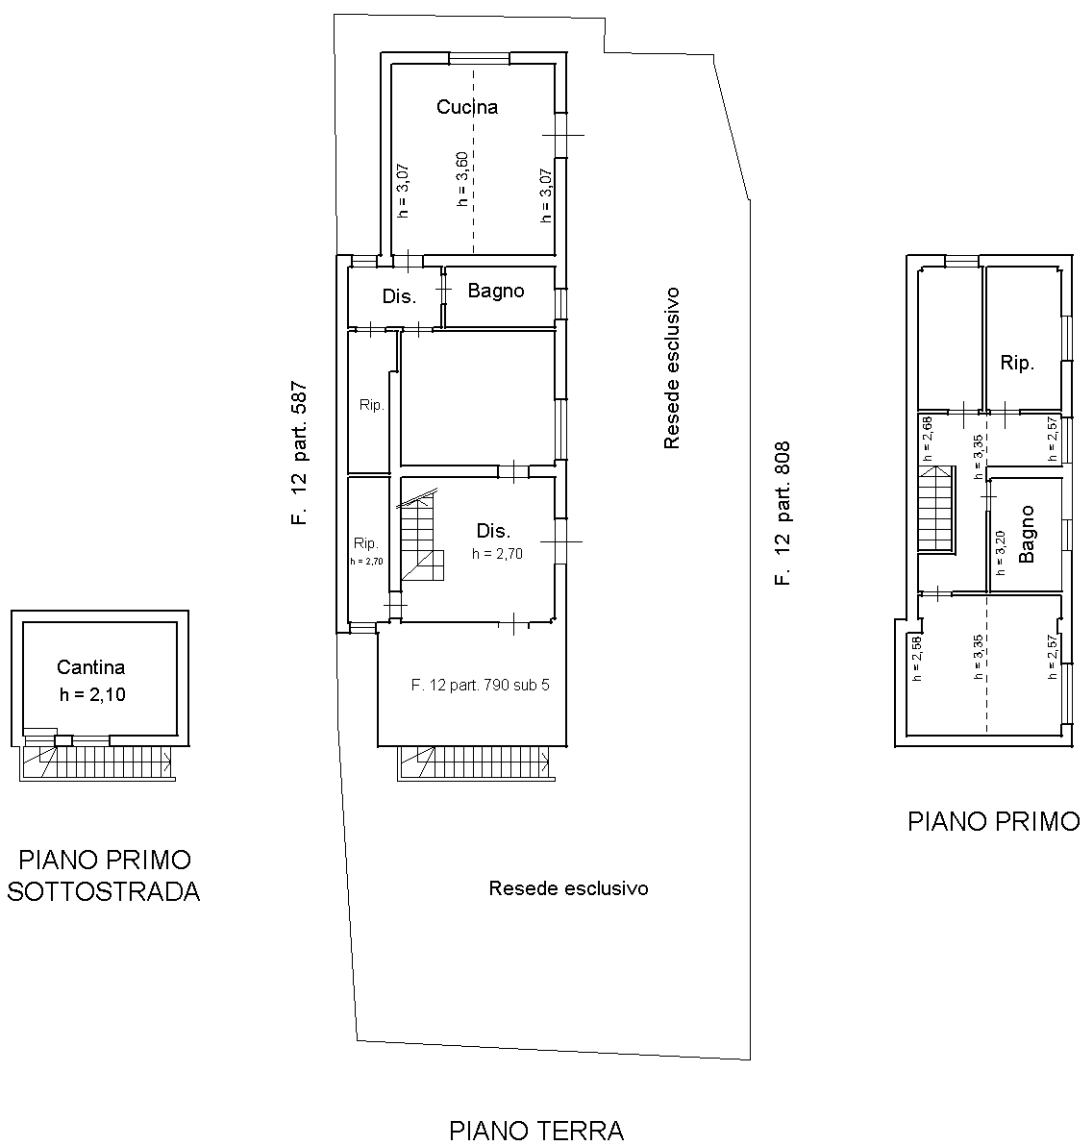 Cantina
h = 2,10
PIANO PRIMO
SOTTOSTRADA
Cucina
h = 3,07
h = 3,60
h = 3,07
Dis.
Bagno
Rip.
Rip.
h = 2,70
Dis.
h = 2,70
F. 12 part. 790 sub 5
F. 12 part. 587
Resede esclusivo
F. 12 part. 808
Resede esclusivo
PIANO TERRA
Rip.
h = 2,68
h = 3,35
h = 2,57
h = 3,20
Bagno
h = 2,58
h = 3,35
h = 2,57
PIANO PRIMO